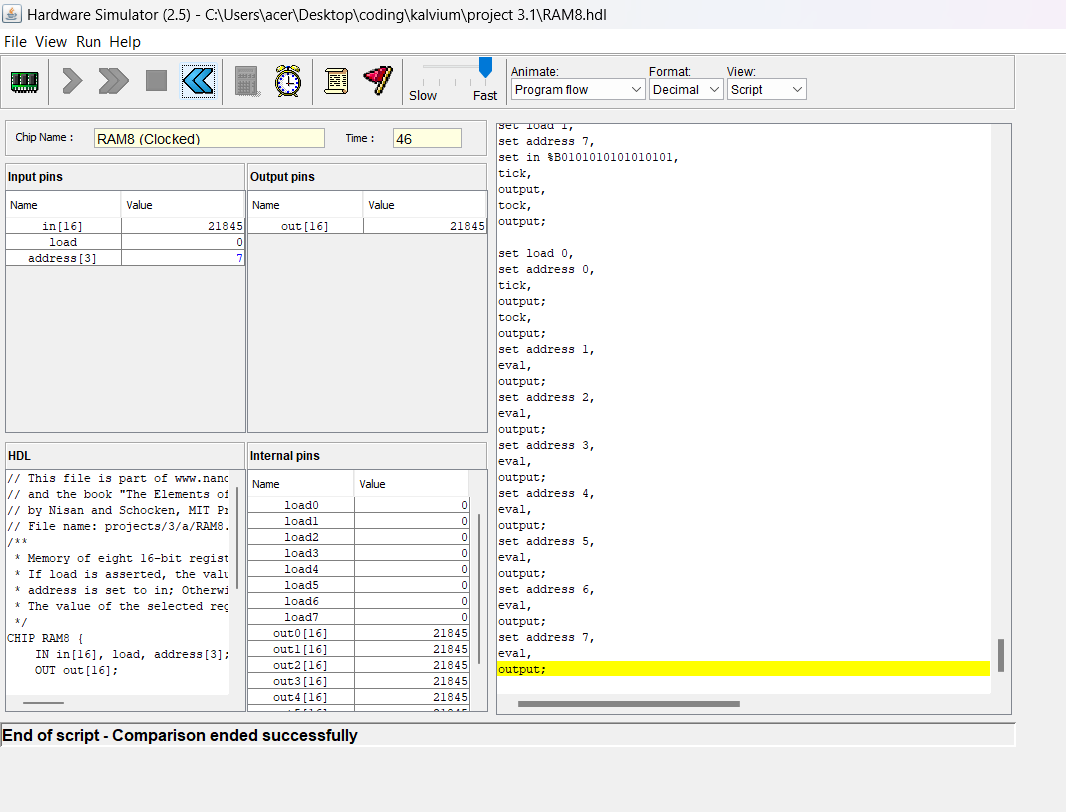 Hardware Simulator (2.5) - C:\Users\acer\Desktop\coding\kalvium\project 3.1\RAM8.hdl
File View Run Help
Slow Fast
Animate: Format: View:
Program flow Decimal Script
Chip Name : RAM8 (Clocked) Time : 46
Input pins
Name Value
in[16] 21845
load 0
address[3] 7
Output pins
Name Value
out[16] 21845
HDL
// This file is part of www.nand
// and the book "The Elements of
// by Nisan and Schocken, MIT Pr
// File name: projects/3/a/RAM8.
/**
* Memory of eight 16-bit regist
* If load is asserted, the valu
* address is set to in; Otherwi
* The value of the selected reg
*/
CHIP RAM8 {
IN in[16], load, address[3];
OUT out[16];
Internal pins
Name Value
load0 0
load1 0
load2 0
load3 0
load4 0
load5 0
load6 0
load7 0
out0[16] 21845
out1[16] 21845
out2[16] 21845
out3[16] 21845
out4[16] 21845
set load 1,
set address 7,
set in %B0101010101010101,
tick,
output,
tock,
output;
set load 0,
set address 0,
tick,
output;
tock,
output;
set address 1,
eval,
output;
set address 2,
eval,
output;
set address 3,
eval,
output;
set address 4,
eval,
output;
set address 5,
eval,
output;
set address 6,
eval,
output;
set address 7,
eval,
output;
End of script - Comparison ended successfully